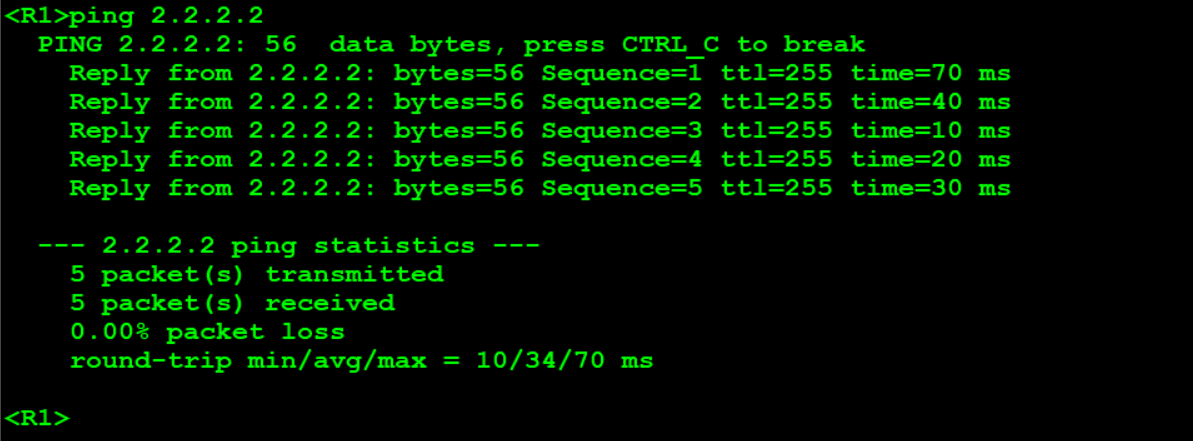 <R1>ping 2.2.2.2
  PING 2.2.2.2: 56  data bytes, press CTRL_C to break
    Reply from 2.2.2.2: bytes=56 Sequence=1 ttl=255 time=70 ms
    Reply from 2.2.2.2: bytes=56 Sequence=2 ttl=255 time=40 ms
    Reply from 2.2.2.2: bytes=56 Sequence=3 ttl=255 time=10 ms
    Reply from 2.2.2.2: bytes=56 Sequence=4 ttl=255 time=20 ms
    Reply from 2.2.2.2: bytes=56 Sequence=5 ttl=255 time=30 ms
  --- 2.2.2.2 ping statistics ---
    5 packet(s) transmitted
    5 packet(s) received
    0.00% packet loss
    round-trip min/avg/max = 10/34/70 ms
<R1>